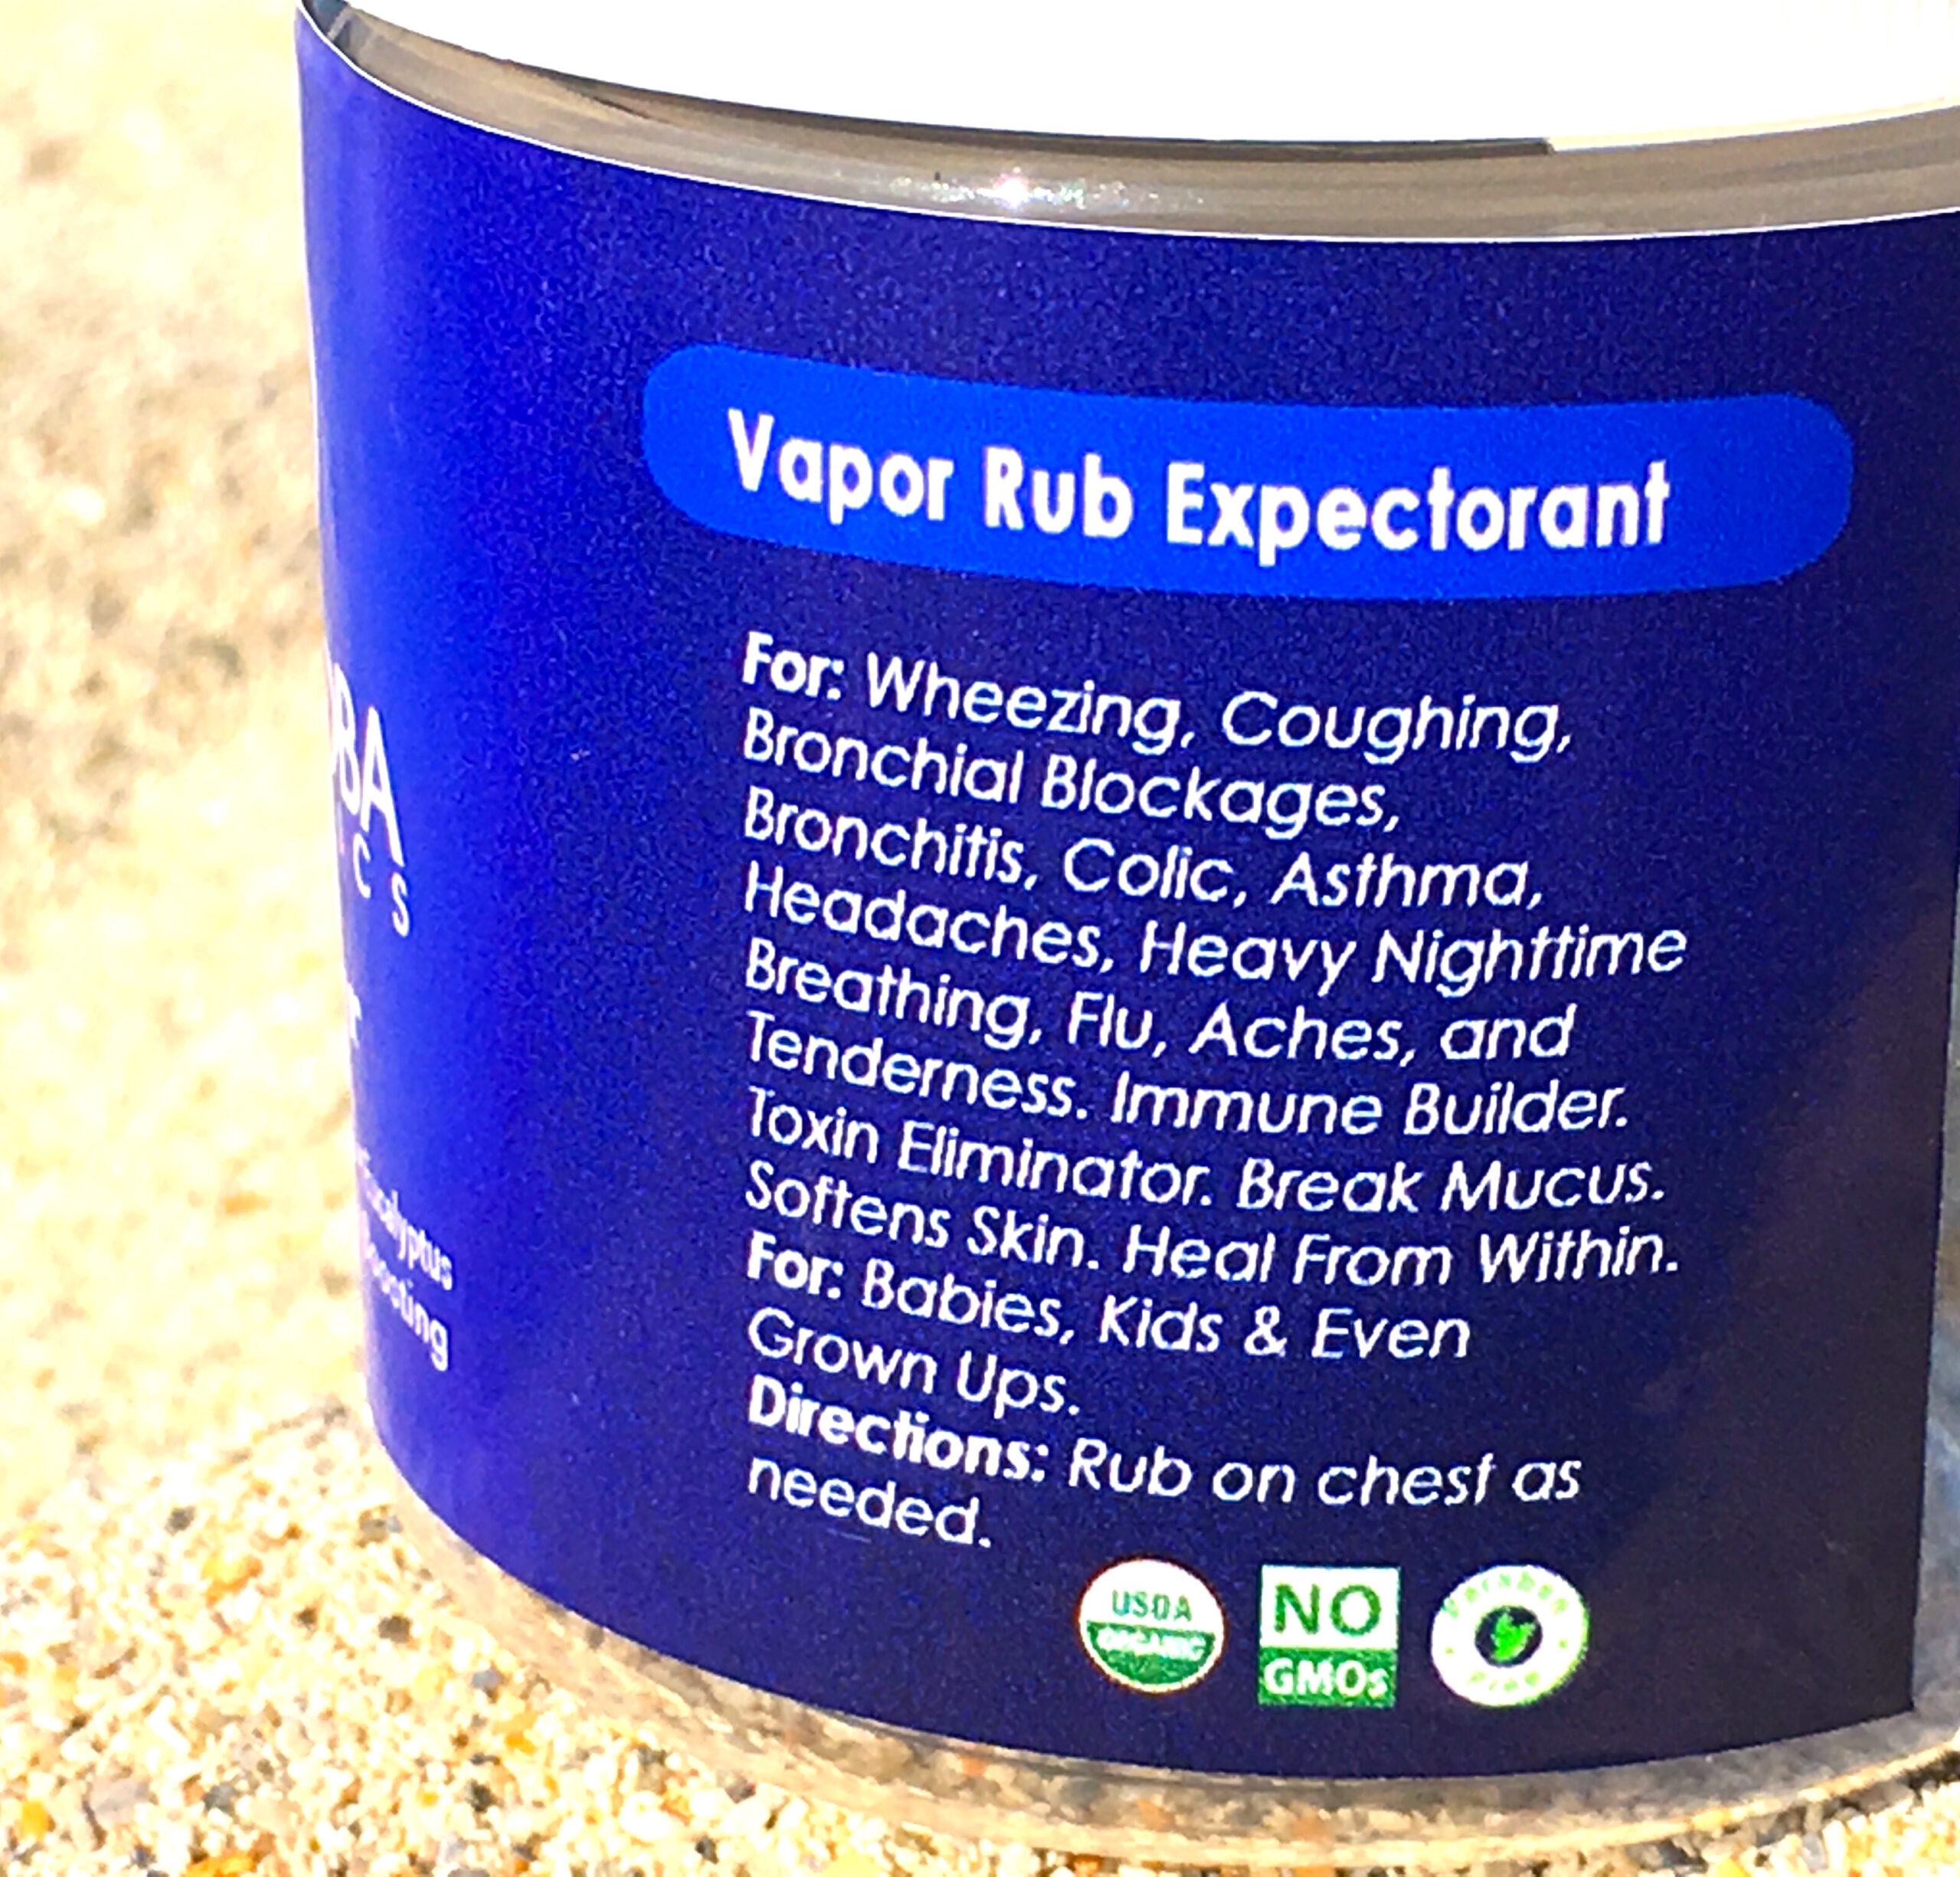 Vapor Rub Expectorant
For: Wheezing, Coughing,
Bronchial Blockages,
Bronchitis, Colic, Asthma,
Headaches, Heavy Nighttime
Breathing, Flu, Aches, and
Tenderness. Immune Builder.
Toxin Eliminator. Break Mucus.
Softens Skin. Heal From Within.
For: Babies, Kids & Even
Grown Ups.
Directions: Rub on chest as
needed.
USDA
ORGANIC
NO
GMOs